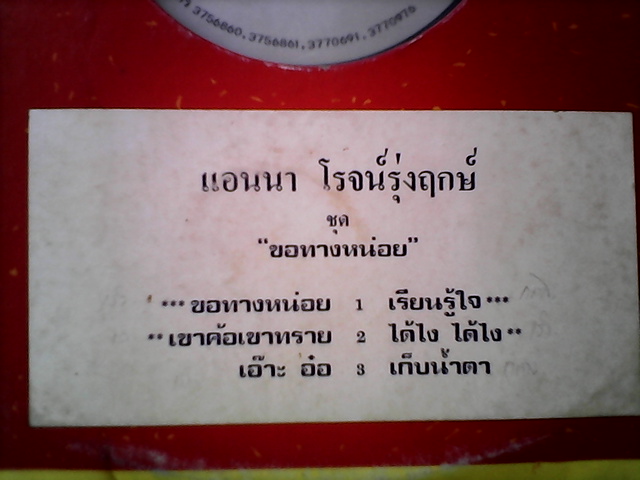 3756860, 3756861, 3770691, 3770976
แอนนา โรจน์รุ่งฤกษ์
ชุด
"ขอทางหน่อย"
***ขอทางหน่อย 1 เรียนรู้ใจ***
**เขาค้อเขาทราย 2 ได้ไง ได้ไง**
เอ๊าะ อ๋อ 3 เก็บน้ำตา